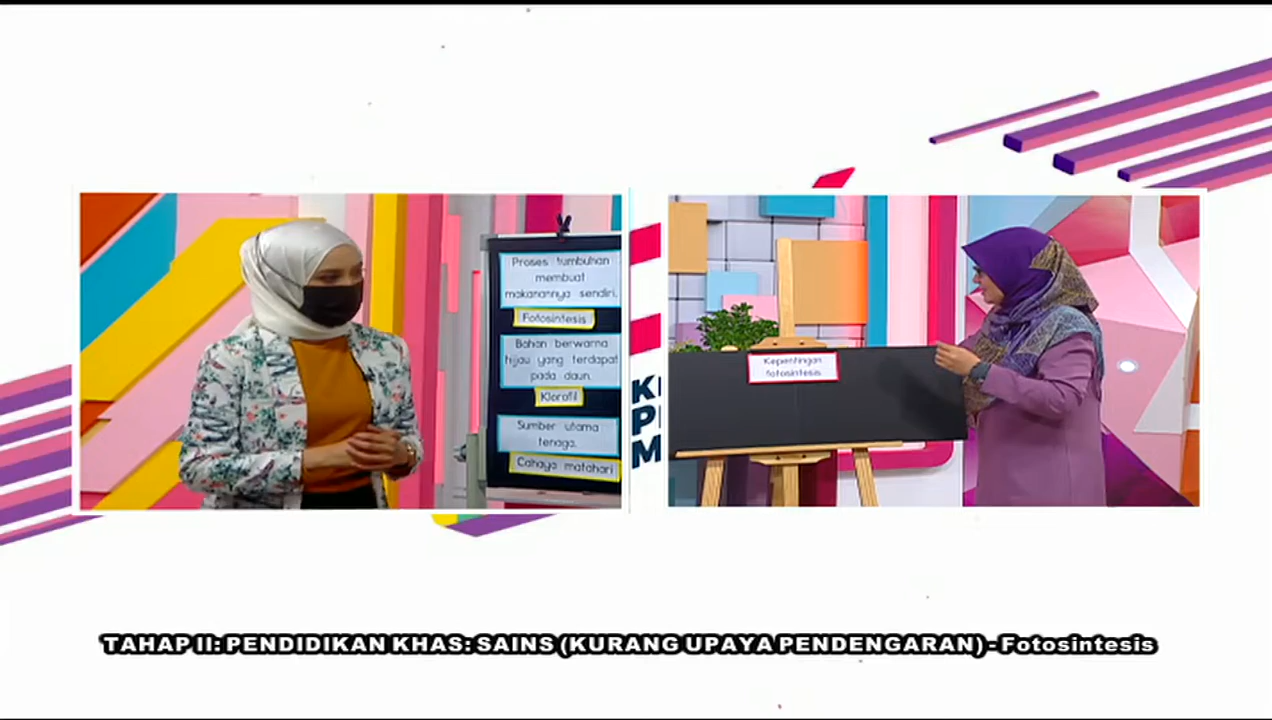 Proses tumbuhan
membuat
makanannya sendiri.
Fotosintesis
Bahan berwarna
hijau yang terdapat
pada daun.
Klorofil
Sumber utama
tenaga.
Cahaya matahari
Kepentingan
fotosintesis
TAHAP II: PENDIDIKAN KHAS: SAINS (KURANG UPAYA PENDENGARAN) - Fotosintesis